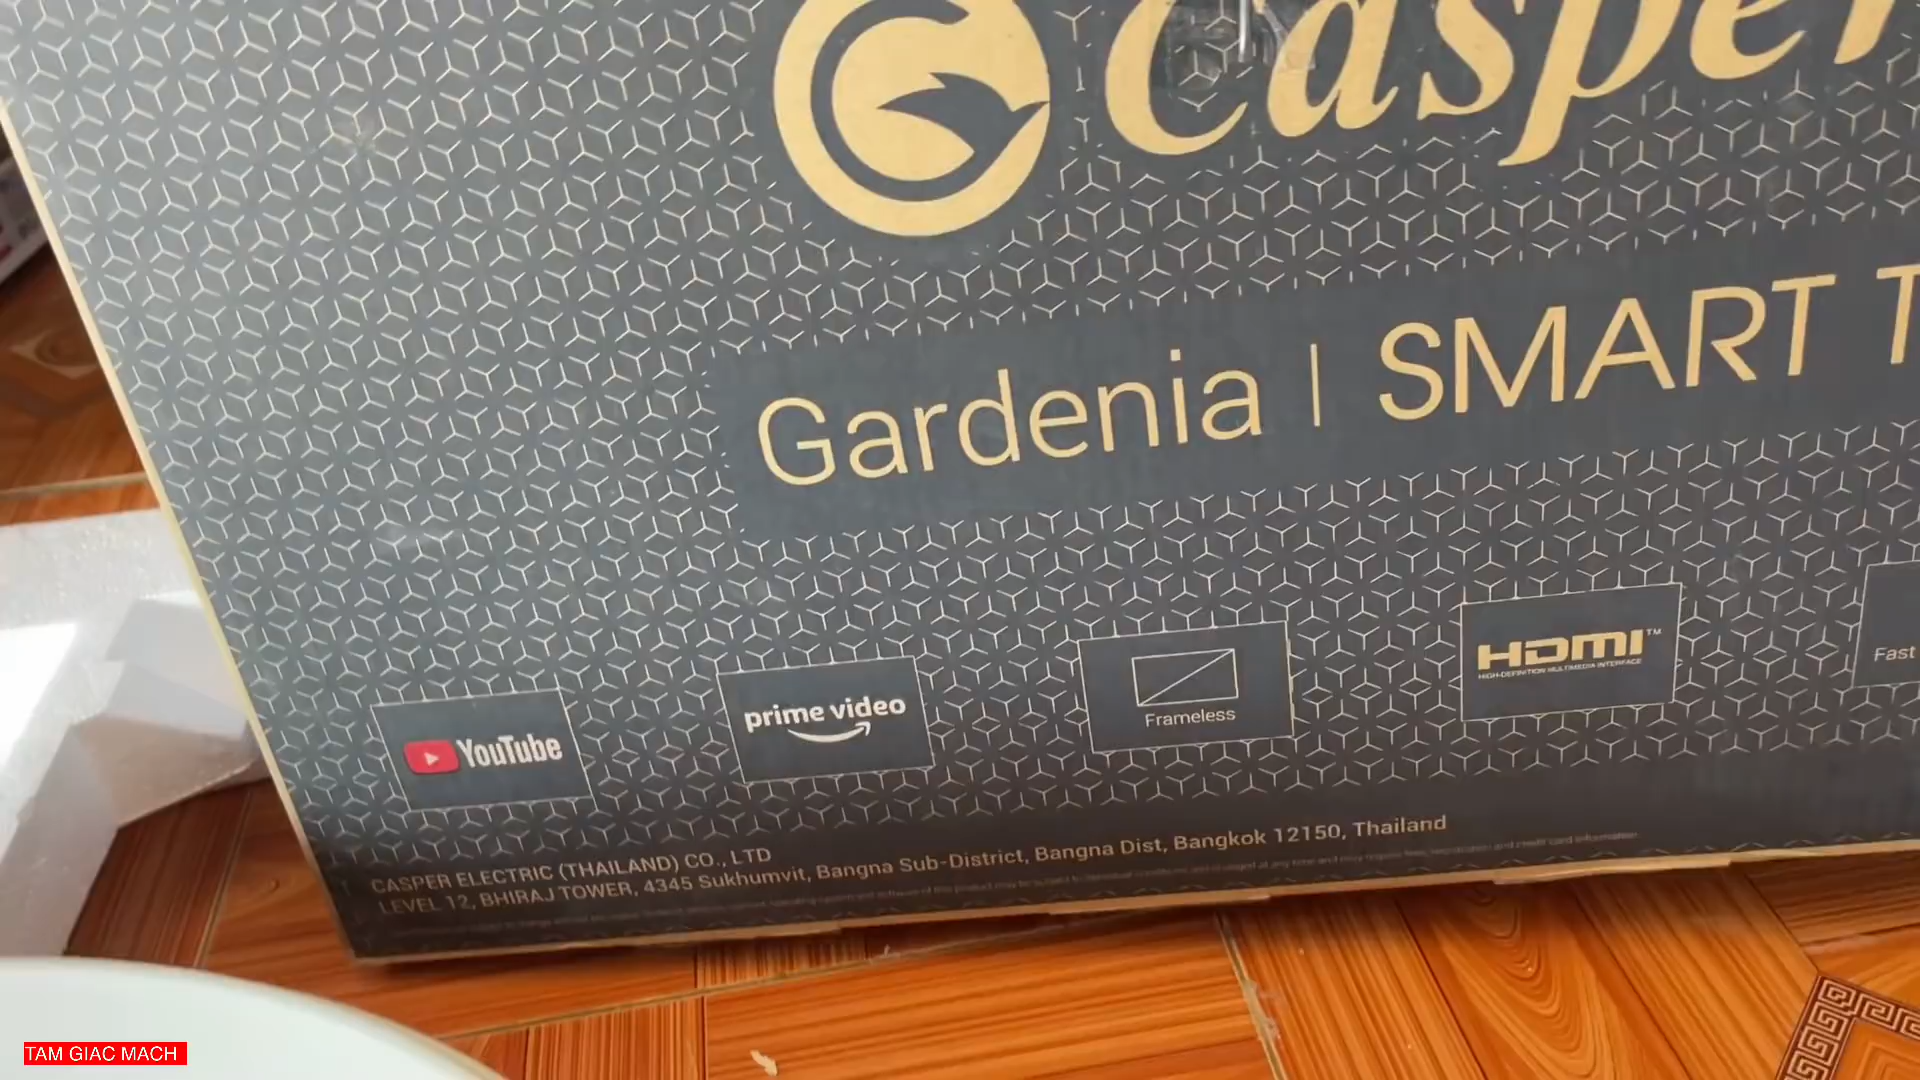 Casper
Gardenia | SMART T
YouTube
prime video
Frameless
HDMI™
HIGH-DEFINITION MULTIMEDIA INTERFACE
Fast
CASPER ELECTRIC (THAILAND) CO., LTD
LEVEL 12, BHIRAJ TOWER, 4345 Sukhumvit, Bangna Sub-District, Bangna Dist, Bangkok 12150, Thailand
TAM GIAC MACH